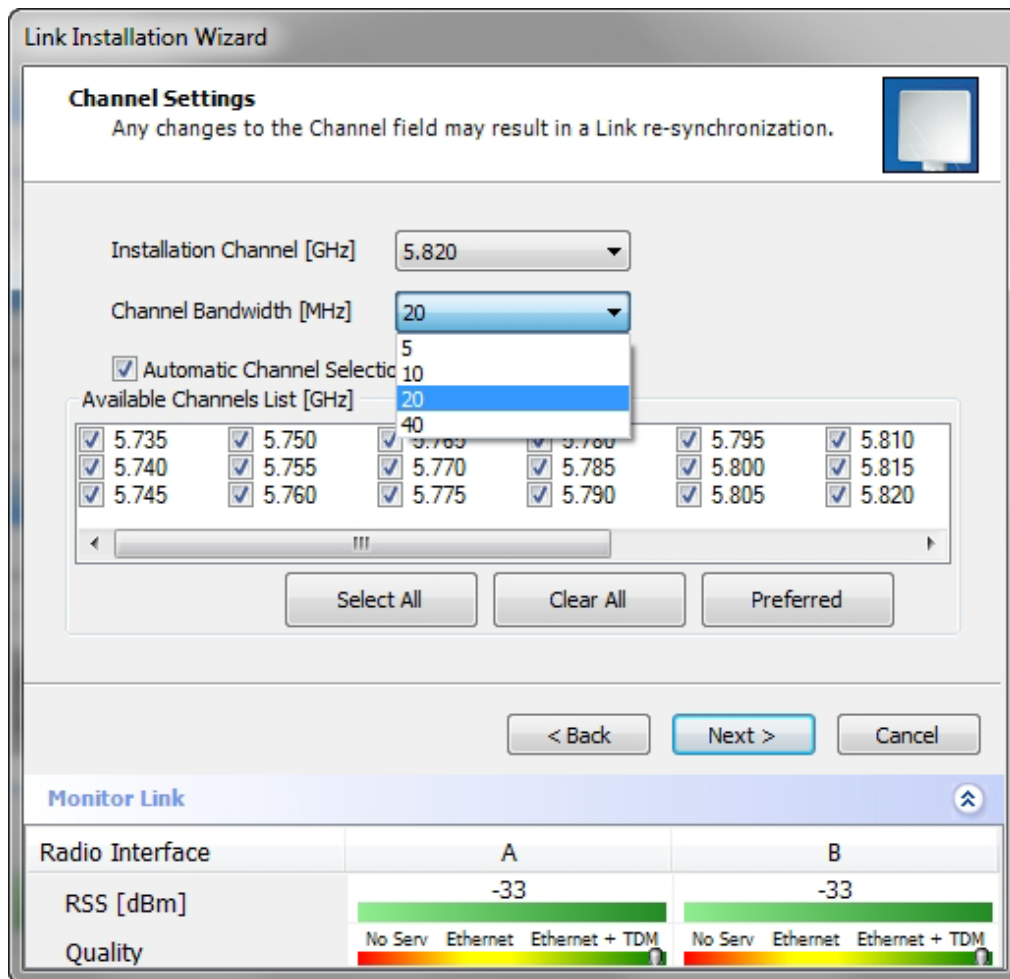 Link Installation Wizard
Channel Settings
Any changes to the Channel field may result in a Link re-synchronization.
Installation Channel [GHz] 5.820
Channel Bandwidth [MHz] 20
5
Automatic Channel Selectio
10
Available Channels List [GHz] 20
40
5.735 5.750 5.765 5.780 5.795 5.810
5.740 5.755 5.770 5.785 5.800 5.815
5.745 5.760 5.775 5.790 5.805 5.820
Select All Clear All Preferred
< Back Next > Cancel
Monitor Link
Radio Interface A B
RSS [dBm] -33 -33
Quality No Serv Ethernet Ethernet + TDM No Serv Ethernet Ethernet + TDM